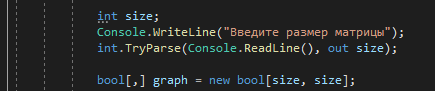 int size;
Console.WriteLine("Введите размер матрицы");
int.TryParse(Console.ReadLine(), out size);
bool[,] graph = new bool[size, size];